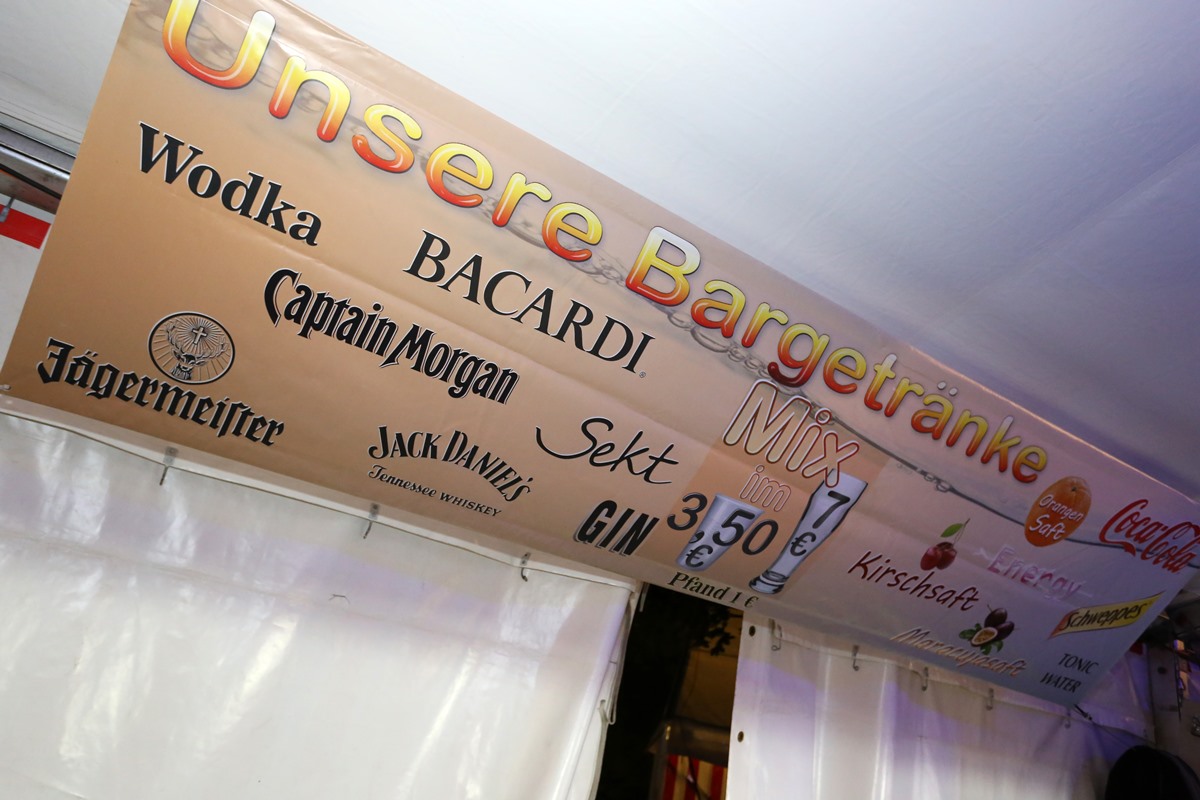 Unsere Bargetränke
Wodka
BACARDI
Captain Morgan
Jägermeister
JACK DANIEL'S
Tennessee WHISKEY
Sekt
GIN
Mix
im
3,50 €
7 €
Pfand 1 €
Orangen
Saft
Coca-Cola
Kirschsaft
Energy
Schweppes
Maracujasaft
TONIC
WATER